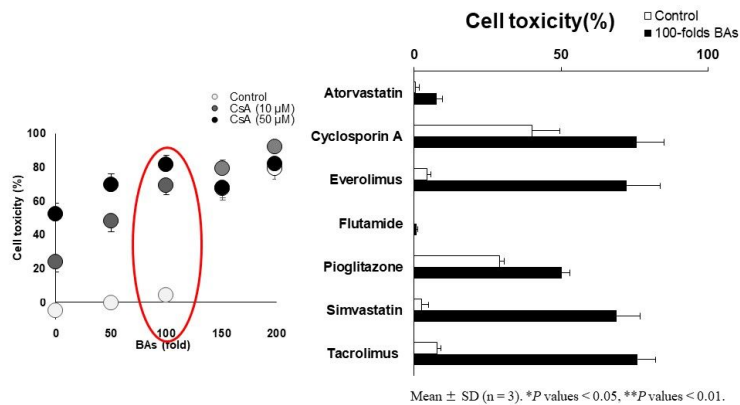 Control
CsA (10 μM)
CsA (50 μM)
100
80
60
40
20
0
Cell toxicity (%)
0 50 100 150 200
BAs (fold)
Cell toxicity(%)
Control
100-folds BAs
0 50 100
Atorvastatin
Cyclosporin A
Everolimus
Flutamide
Pioglitazone
Simvastatin
Tacrolimus
Mean ± SD (n = 3). *P values < 0.05, **P values < 0.01.